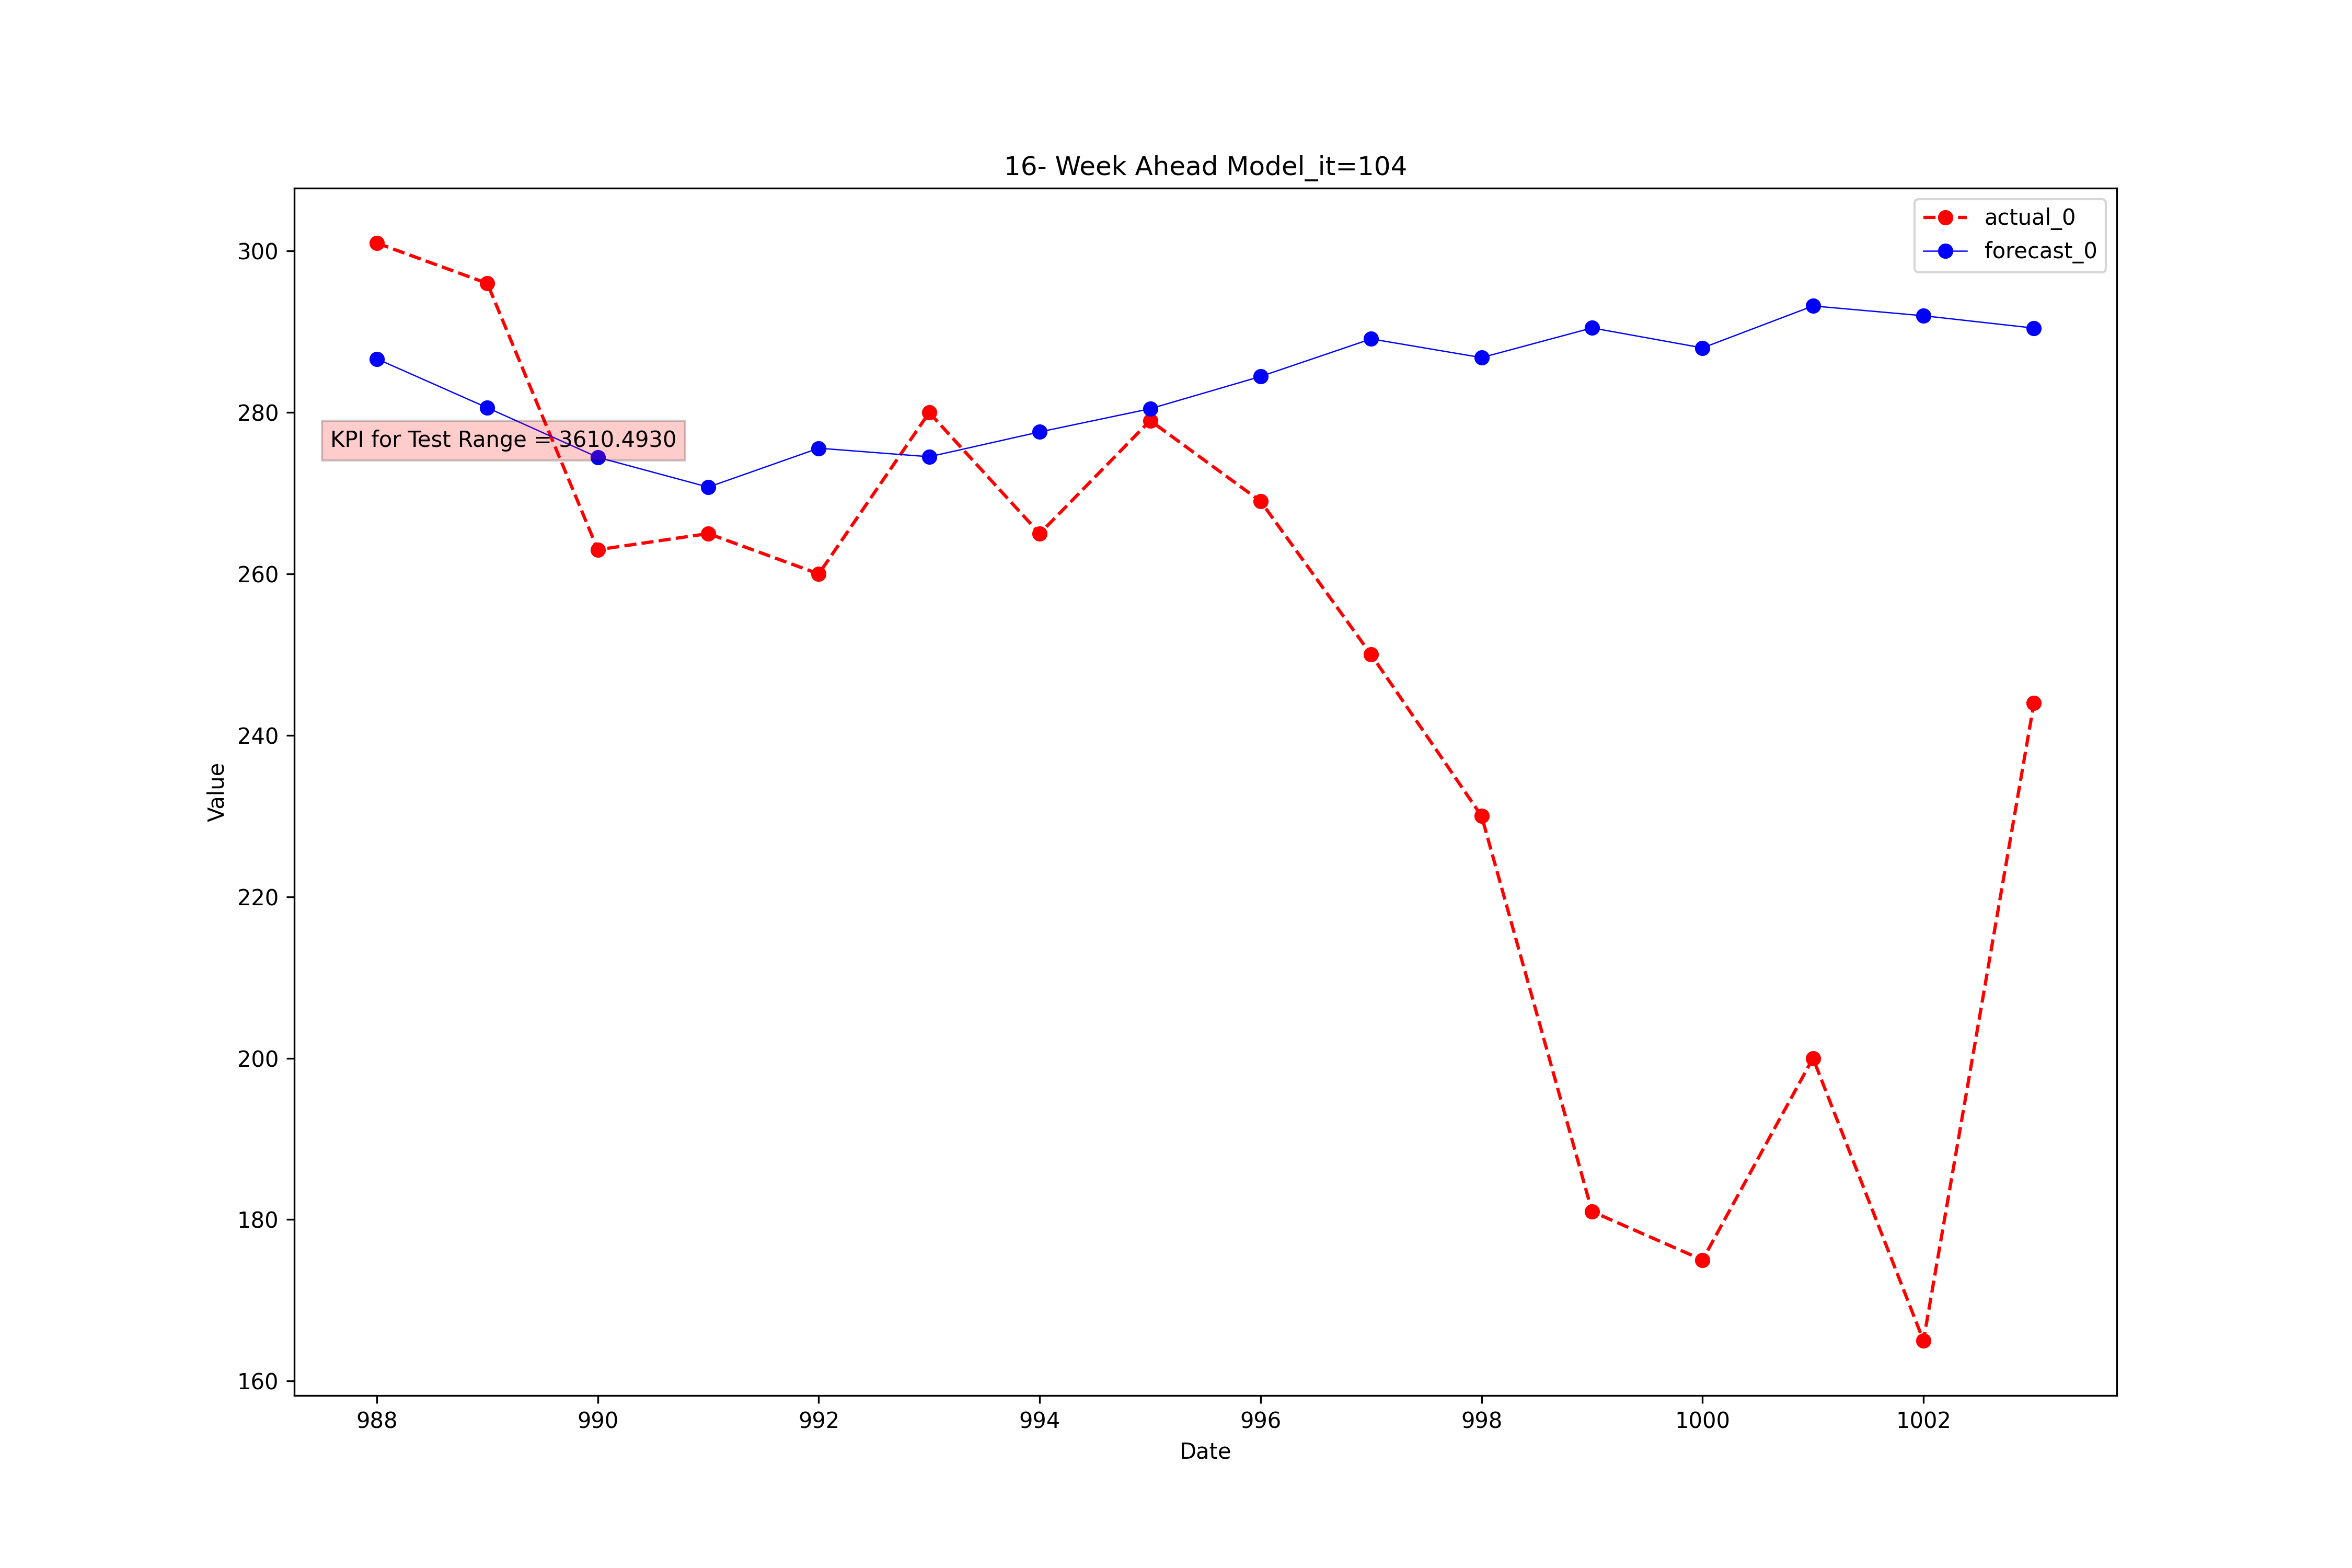 16- Week Ahead Model_it=104
actual_0
forecast_0
KPI for Test Range = 3610.4930
300
280
260
240
220
200
180
160
Value
988 990 992 994 996 998 1000 1002
Date